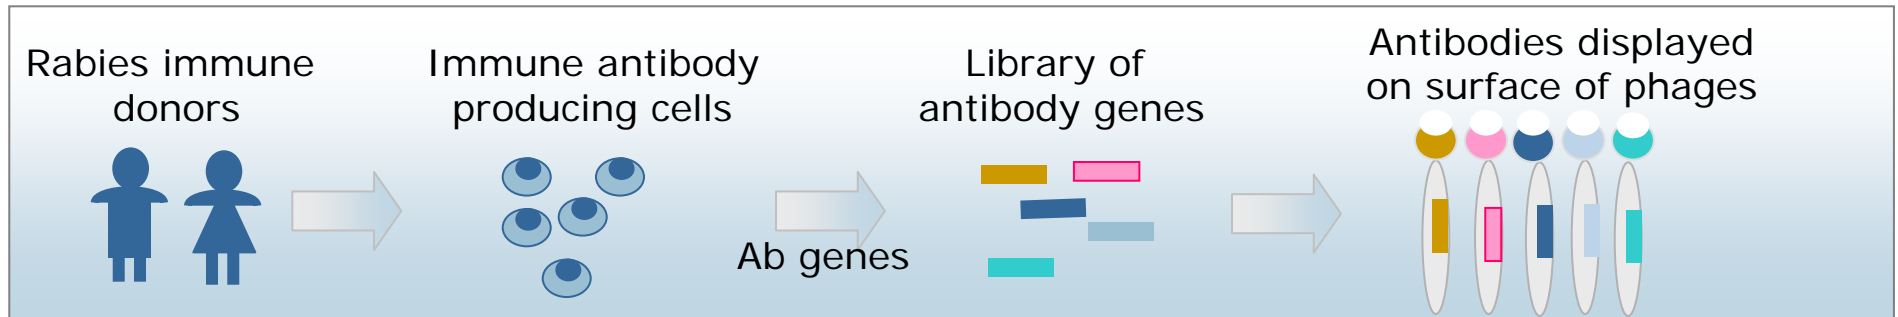 Rabies immune
donors
Immune antibody
producing cells
Ab genes
Library of
antibody genes
Antibodies displayed
on surface of phages